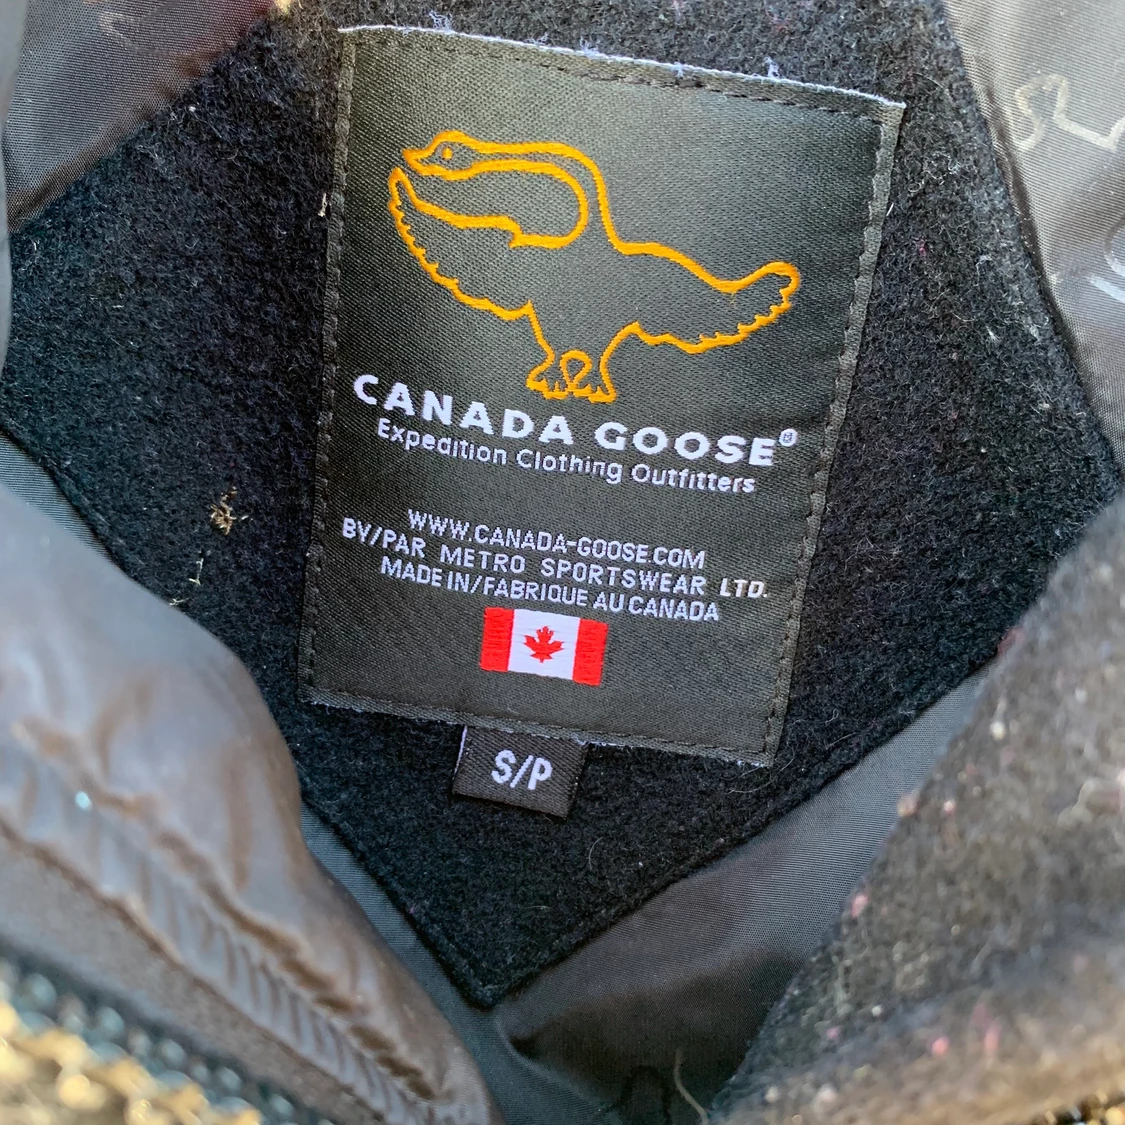 CANADA GOOSE®
Expedition Clothing Outfitters
WWW.CANADA-GOOSE.COM
BY/PAR METRO SPORTSWEAR LTD.
MADE IN/FABRIQUE AU CANADA
S/P